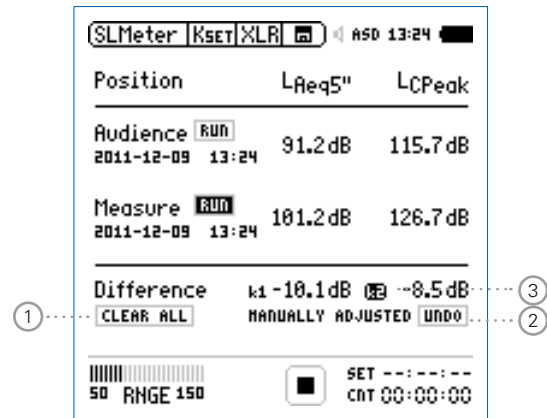 SLMeter KSET XLR ASD 13:24
Position LAeq5" LCPeak
Audience RUN 91.2dB 115.7dB
2011-12-09 13:24
Measure RUN 101.2dB 126.7dB
2011-12-09 13:24
Difference k1 -10.1dB k2 -8.5dB 3
1 CLEAR ALL MANUALLY ADJUSTED UNDO 2
50 RNGE 150 SET --:--:--
CNT 00:00:00